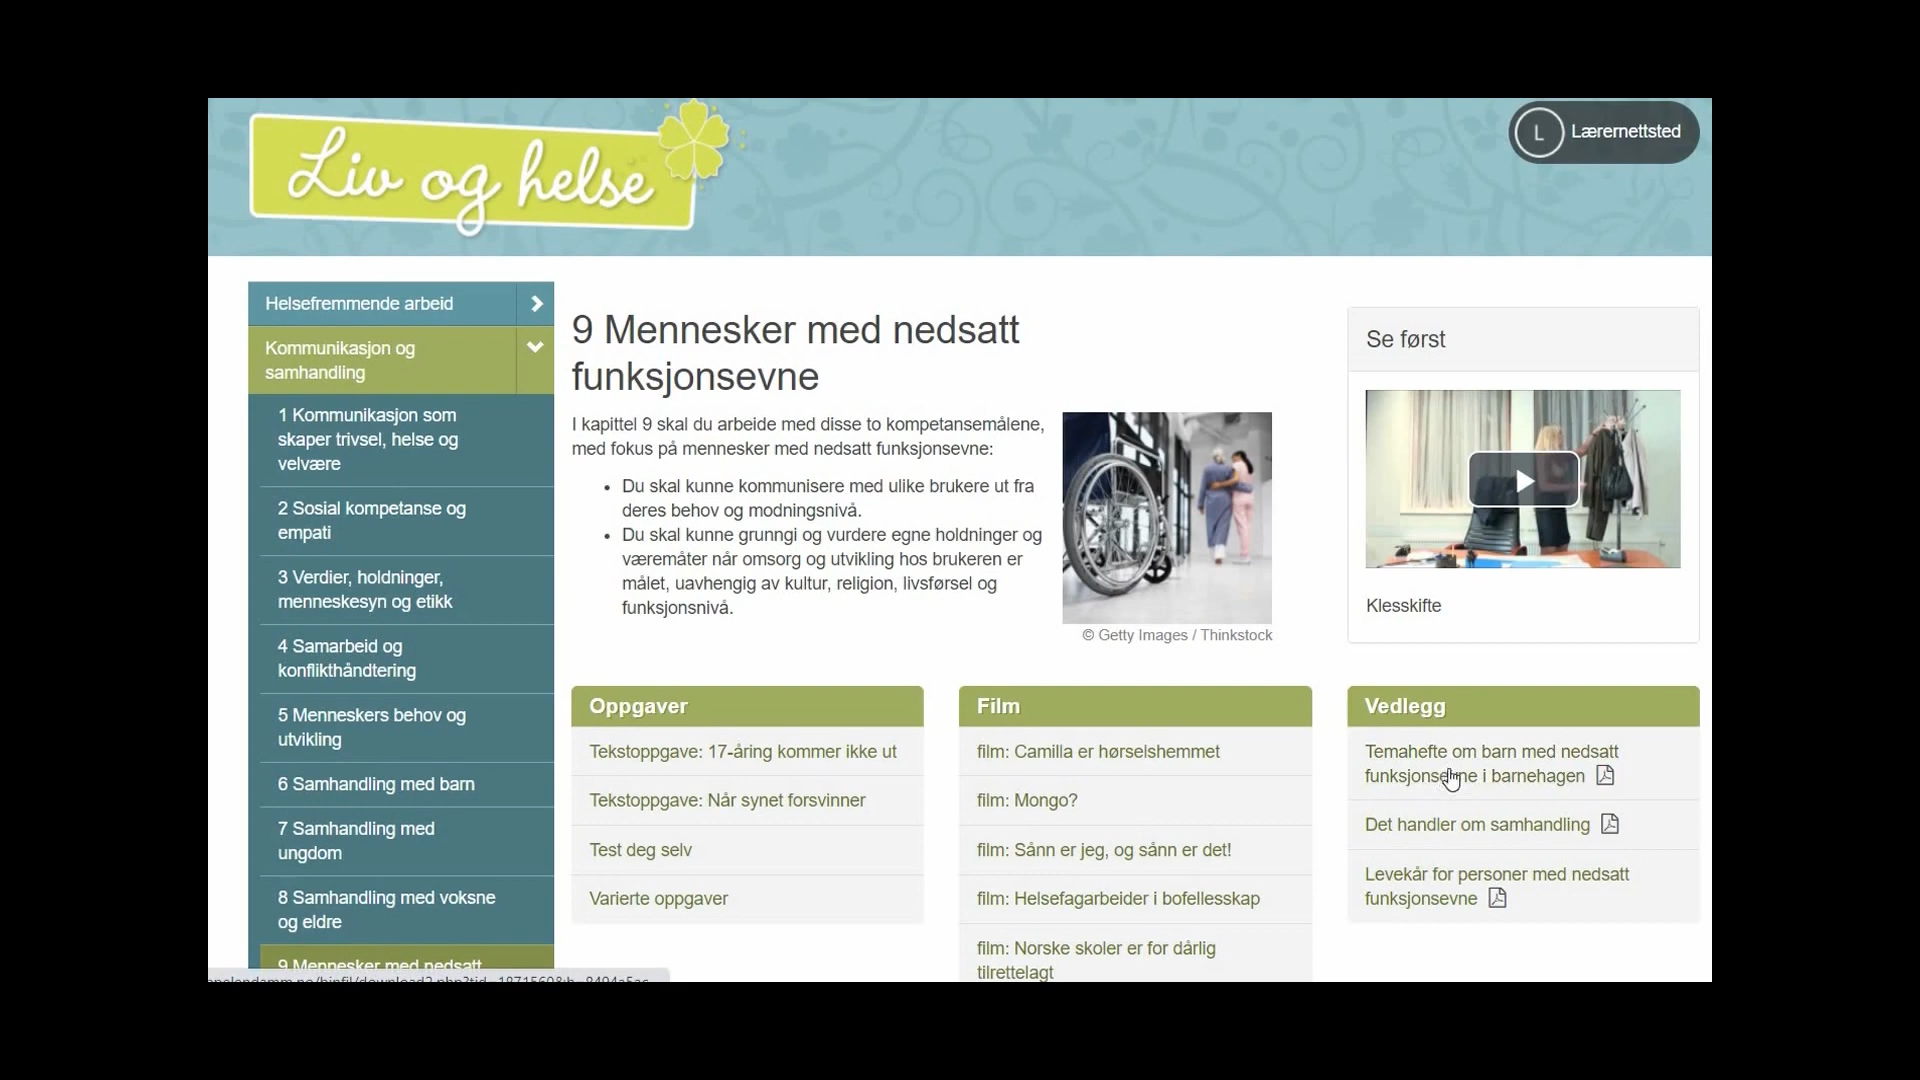 Liv og helse
L Lærernettsted
Helsefremmende arbeid
Kommunikasjon og
samhandling
1 Kommunikasjon som
skaper trivsel, helse og
velvære
2 Sosial kompetanse og
empati
3 Verdier, holdninger,
menneskesyn og etikk
4 Samarbeid og
konflikthåndtering
5 Menneskers behov og
utvikling
6 Samhandling med barn
7 Samhandling med
ungdom
8 Samhandling med voksne
og eldre
9 Mennesker med nedsatt
9 Mennesker med nedsatt
funksjonsevne
I kapittel 9 skal du arbeide med disse to kompetansemålene,
med fokus på mennesker med nedsatt funksjonsevne:
• Du skal kunne kommunisere med ulike brukere ut fra
deres behov og modningsnivå.
• Du skal kunne grunngi og vurdere egne holdninger og
væremåter når omsorg og utvikling hos brukeren er
målet, uavhengig av kultur, religion, livsførsel og
funksjonsnivå.
© Getty Images / Thinkstock
Se først
Klesskifte
Oppgaver
Tekstoppgave: 17-åring kommer ikke ut
Tekstoppgave: Når synet forsvinner
Test deg selv
Varierte oppgaver
Film
film: Camilla er hørselshemmet
film: Mongo?
film: Sånn er jeg, og sånn er det!
film: Helsefagarbeider i bofellesskap
film: Norske skoler er for dårlig
tilrettelagt
Vedlegg
Temahefte om barn med nedsatt
funksjonsevne i barnehagen
Det handler om samhandling
Levekår for personer med nedsatt
funksjonsevne